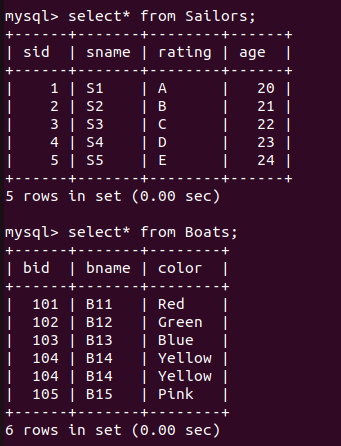 mysql> select* from Sailors;
+------+-------+--------+------+
| sid  | sname | rating | age  |
+------+-------+--------+------+
|    1 | S1    | A      |   20 |
|    2 | S2    | B      |   21 |
|    3 | S3    | C      |   22 |
|    4 | S4    | D      |   23 |
|    5 | S5    | E      |   24 |
+------+-------+--------+------+
5 rows in set (0.00 sec)
mysql> select* from Boats;
+------+-------+--------+
| bid  | bname | color  |
+------+-------+--------+
|  101 | B11   | Red    |
|  102 | B12   | Green  |
|  103 | B13   | Blue   |
|  104 | B14   | Yellow |
|  104 | B14   | Yellow |
|  105 | B15   | Pink   |
+------+-------+--------+
6 rows in set (0.00 sec)